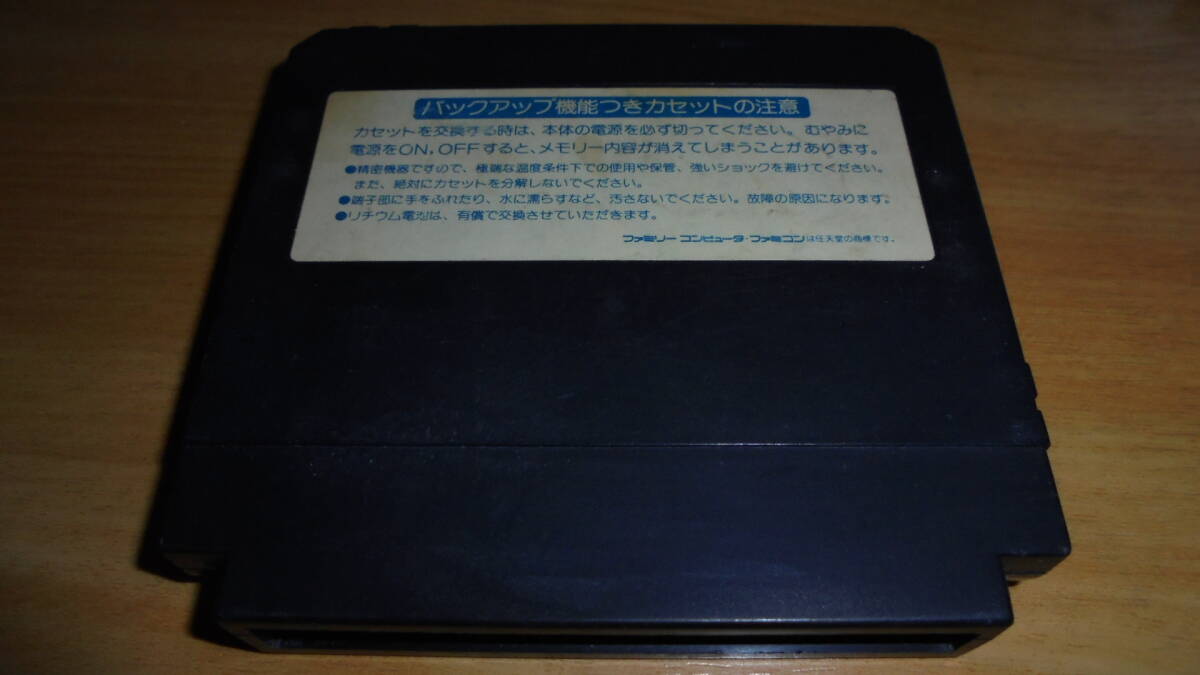 バックアップ機能つきカセットの注意
カセットを交換する時は、本体の電源を必ず切ってください。むやみに
電源をON,OFFすると、メモリー内容が消えてしまうことがあります。
●精密機器ですので、極端な温度条件下での使用や保管、強いショックを避けてください。
また、絶対にカセットを分解しないでください。
●端子部に手をふれたり、水に濡らすなど、汚さないでください。故障の原因になります。
●リチウム電池は、有償で交換させていただきます。
ファミリーコンピュータ・ファミコンは任天堂の商標です。